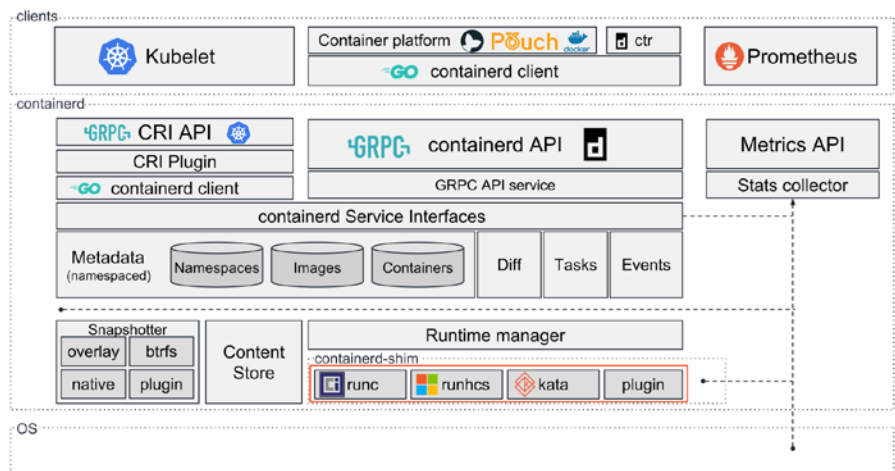 clients
Kubelet
Container platform Pouch docker
ctr
GO containerd client
Prometheus
containerd
GRPC CRI API
CRI Plugin
GO containerd client
GRPC containerd API
GRPC API service
Metrics API
Stats collector
containerd Service Interfaces
Metadata
(namespaced)
Namespaces
Images
Containers
Diff
Tasks
Events
Snapshotter
overlay
btrfs
native
plugin
Content
Store
Runtime manager
containerd-shim
runc
runhcs
kata
plugin
OS